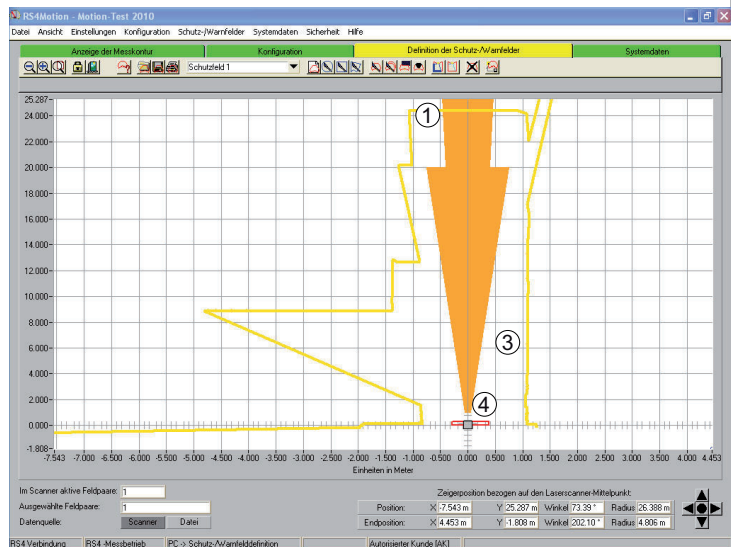 RS4Motion - Motion-Test 2010
Datei Ansicht Einstellungen Konfiguration Schutz-/Warnfelder Systemdaten Sicherheit Hilfe
Anzeige der Messkontur Konfiguration Definition der Schutz-/Warnfelder Systemdaten
Schutzfeld 1
25.287
24.000
22.000
20.000
18.000
16.000
14.000
12.000
10.000
8.000
6.000
4.000
2.000
0.000
-1.808
1
3
4
-7.543 -7.000 -6.500 -6.000 -5.500 -5.000 -4.500 -4.000 -3.500 -3.000 -2.500 -2.000 -1.500 -1.000 -0.500 0.000 0.500 1.000 1.500 2.000 2.500 3.000 3.500 4.000 4.453
Einheiten in Meter
Im Scanner aktive Feldpaare: 1
Ausgewählte Feldpaare: 1
Datenquelle: Scanner Datei
Zeigerposition bezogen auf den Laserscanner-Mittelpunkt:
Position: X -7.543 m Y 25.287 m Winkel 73.39 ° Radius 26.388 m
Endposition: X 4.453 m Y -1.808 m Winkel 202.10 ° Radius 4.806 m
RS4 Verbindung RS4 -Messbetrieb PC -> Schutz-/Warnfelddefinition Autorisierter Kunde [AK]